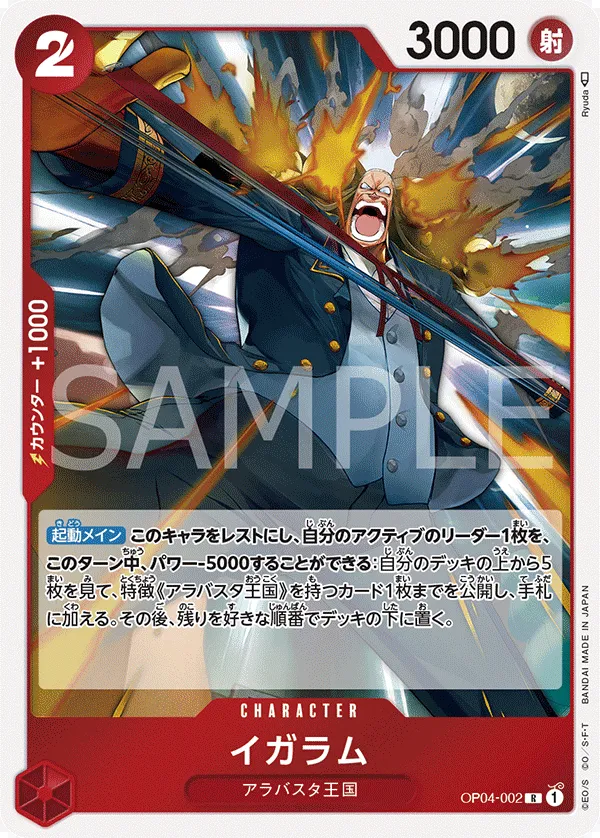 2
3000
射
Ryuda
カウンター +1000
SAMPLE
起動メイン このキャラをレストにし、自分のアクティブのリーダー1枚を、
このターン中、パワー-5000することができる:自分のデッキの上から5
枚を見て、特徴《アラバスタ王国》を持つカード1枚までを公開し、手札
に加える。その後、残りを好きな順番でデッキの下に置く。
CHARACTER
イガラム
アラバスタ王国
OP04-002 R 1
©E.O/S ©O/S・F・T BANDAI MADE IN JAPAN